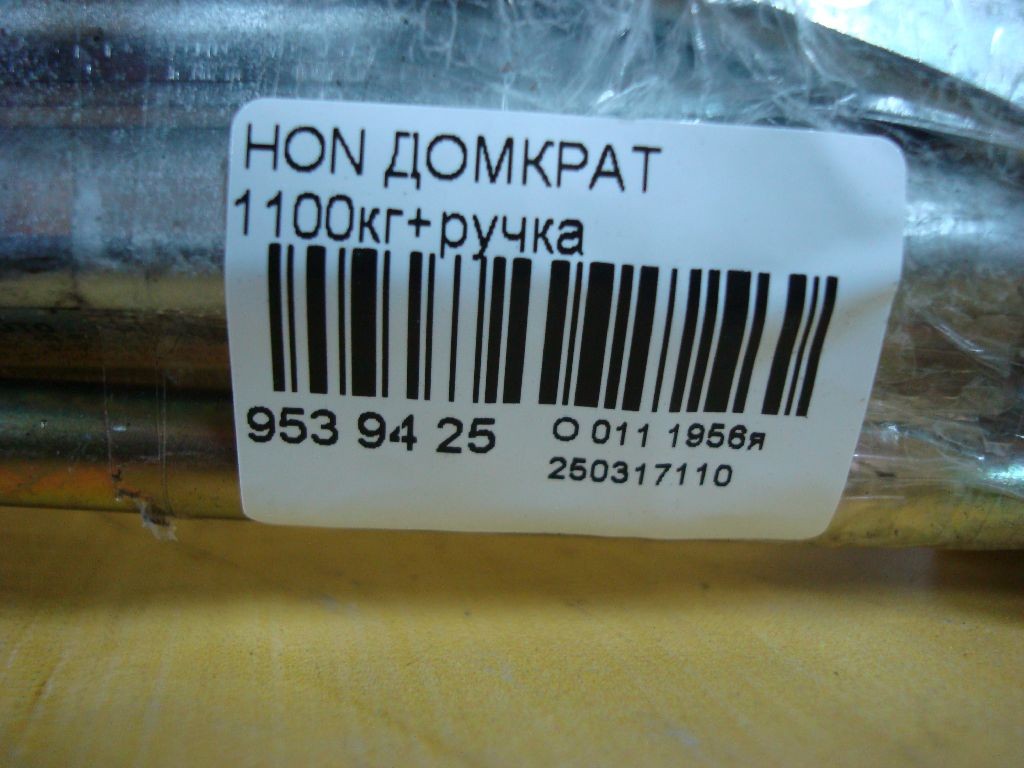 HON ДОМКРАТ
1100кг+ручка
953 94 25
О 011 1956я
250317110